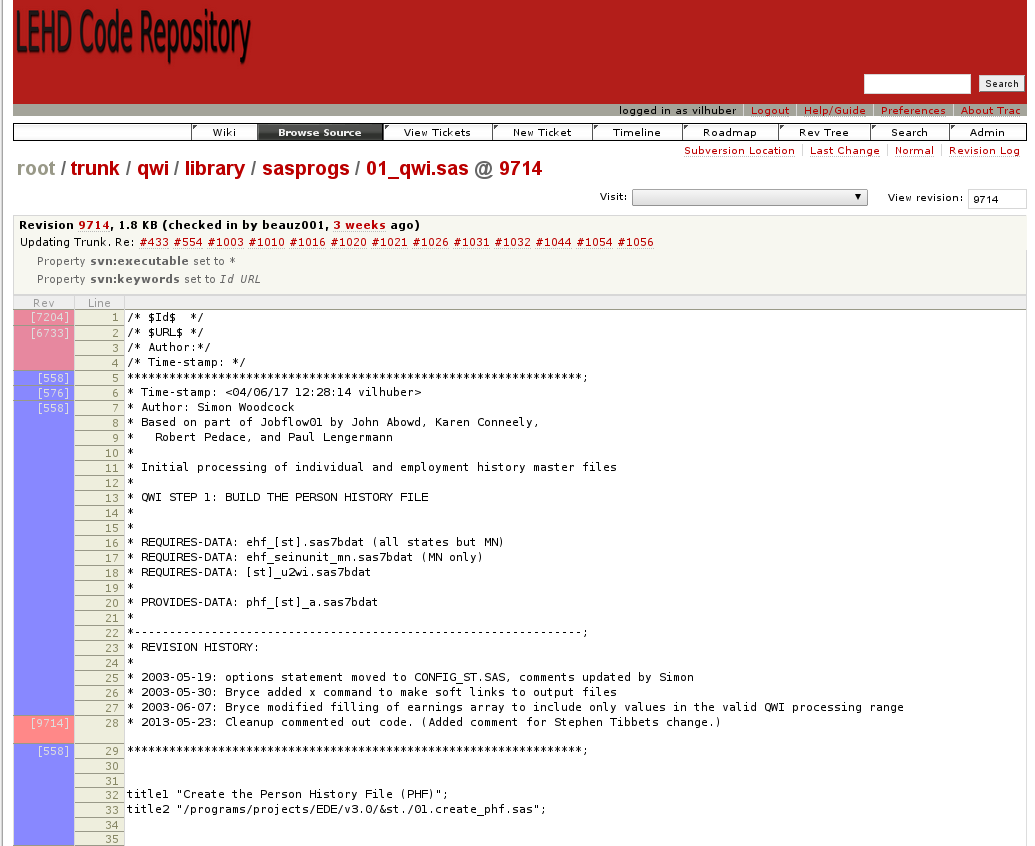 LEHD Code Repository
Search
logged in as vilhuber Logout Help/Guide Preferences About Trac
Wiki Browse Source View Tickets New Ticket Timeline Roadmap Rev Tree Search Admin
Subversion Location Last Change Normal Revision Log
root / trunk / qwi / library / sasprogs / 01_qwi.sas @ 9714
Visit: View revision: 9714
Revision 9714, 1.8 KB (checked in by beauz001, 3 weeks ago)
Updating Trunk. Re: #433 #554 #1003 #1010 #1016 #1020 #1021 #1026 #1031 #1032 #1044 #1054 #1056
Property svn:executable set to *
Property svn:keywords set to Id URL
Rev Line
[7204] 1 /* $Id$  */
[6733] 2 /* $URL$ */
3 /* Author:*/
4 /* Time-stamp: */
[558] 5 *****************************************************************;
[576] 6 * Time-stamp: <04/06/17 12:28:14 vilhuber>
[558] 7 * Author: Simon Woodcock
8 * Based on part of Jobflow01 by John Abowd, Karen Conneely,
9 *   Robert Pedace, and Paul Lengermann
10 *
11 * Initial processing of individual and employment history master files
12 *
13 * QWI STEP 1: BUILD THE PERSON HISTORY FILE
14 *
15 *
16 * REQUIRES-DATA: ehf_[st].sas7bdat (all states but MN)
17 * REQUIRES-DATA: ehf_seinunit_mn.sas7bdat (MN only)
18 * REQUIRES-DATA: [st]_u2wi.sas7bdat
19 *
20 * PROVIDES-DATA: phf_[st]_a.sas7bdat
21 *
22 *----------------------------------------------------------------;
23 * REVISION HISTORY:
24 *
25 * 2003-05-19: options statement moved to CONFIG_ST.SAS, comments updated by Simon
26 * 2003-05-30: Bryce added x command to make soft links to output files
27 * 2003-06-07: Bryce modified filling of earnings array to include only values in the valid QWI processing range
[9714] 28 * 2013-05-23: Cleanup commented out code. (Added comment for Stephen Tibbets change.)
[558] 29 *****************************************************************;
30
31
32 title1 "Create the Person History File (PHF)";
33 title2 "/programs/projects/EDE/v3.0/&st./01.create_phf.sas";
34
35